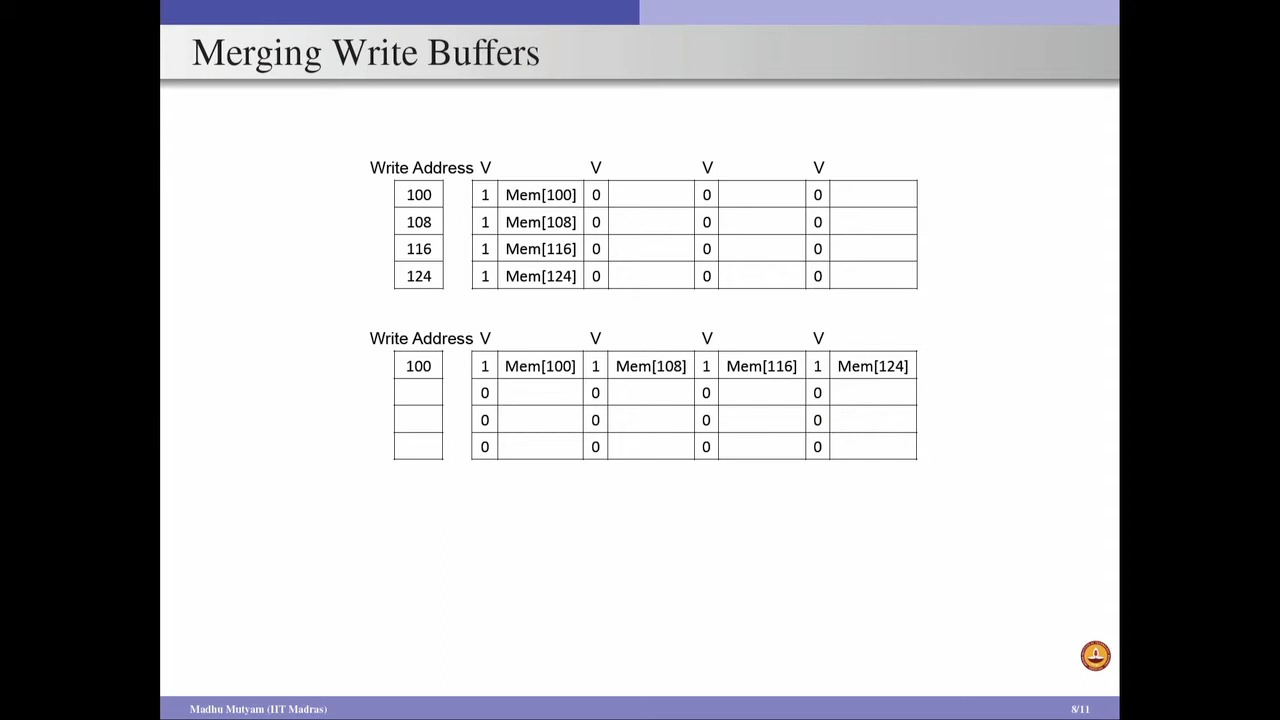 Merging Write Buffers
Write Address V V V V
100 1 Mem[100] 0 0 0
108 1 Mem[108] 0 0 0
116 1 Mem[116] 0 0 0
124 1 Mem[124] 0 0 0
Write Address V V V V
100 1 Mem[100] 1 Mem[108] 1 Mem[116] 1 Mem[124]
0 0 0 0
0 0 0 0
0 0 0 0
Madhu Mutyam (IIT Madras) 8/11